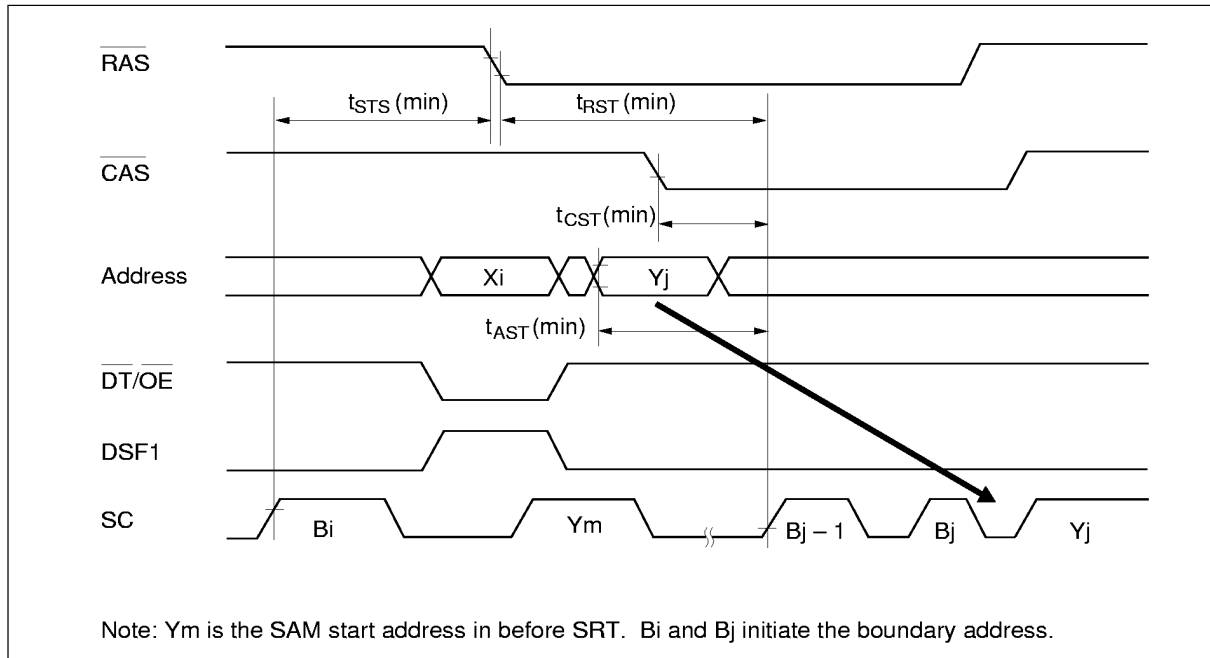 RAS
tSTS (min)
tRST (min)
CAS
tCST (min)
Address
Xi
Yj
tAST (min)
DT/OE
DSF1
SC
Bi
Ym
Bj – 1
Bj
Yj
Note: Ym is the SAM start address in before SRT. Bi and Bj initiate the boundary address.